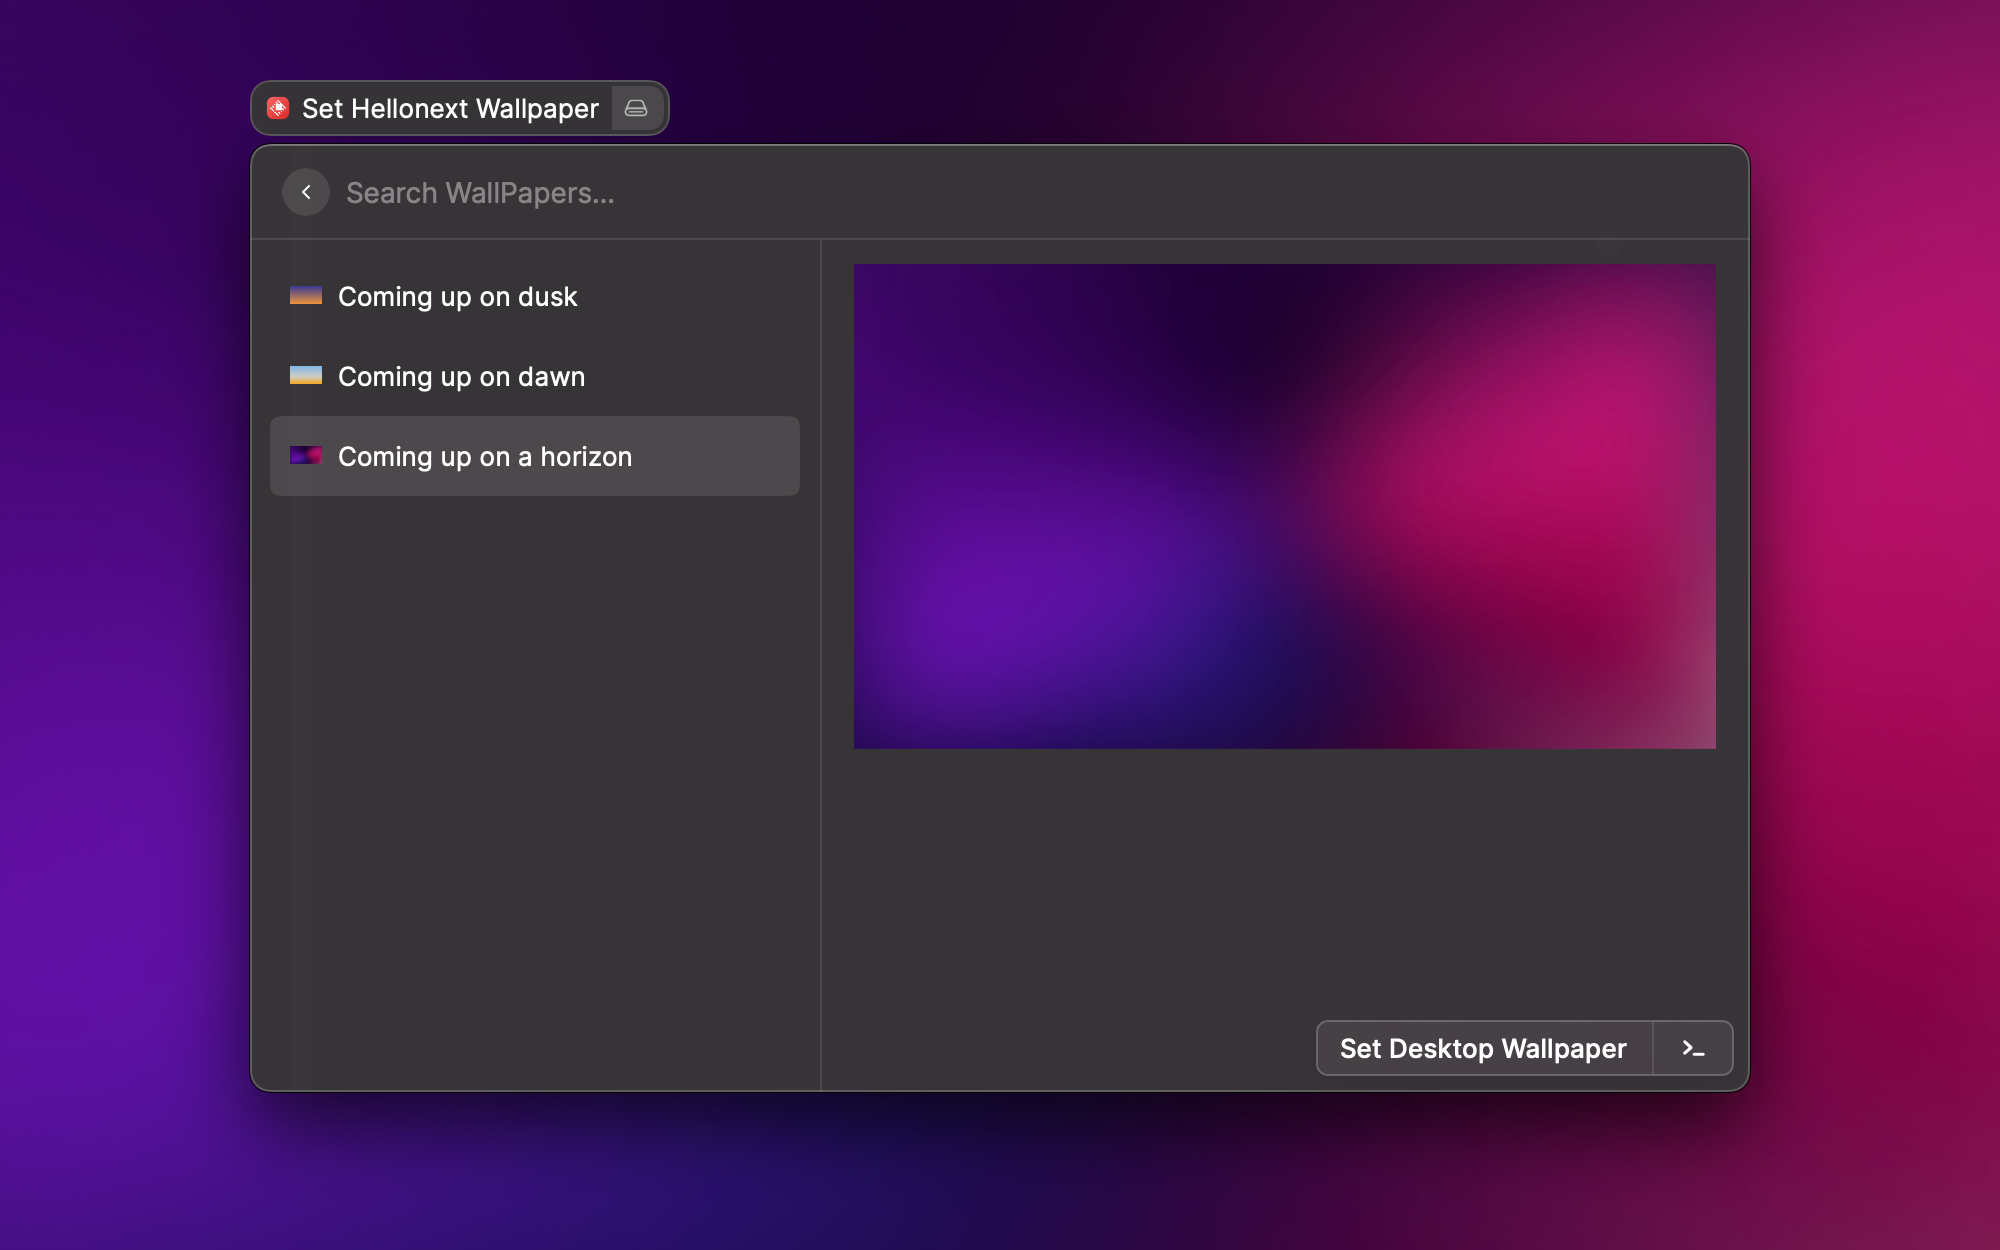 Set Hellonext Wallpaper
Search WallPapers...
Coming up on dusk
Coming up on dawn
Coming up on a horizon
Set Desktop Wallpaper